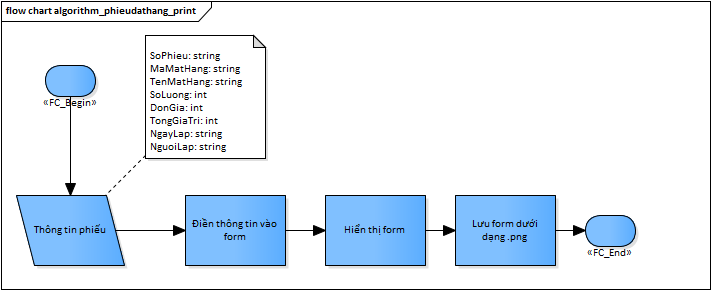 flow chart algorithm_phieudathang_print
SoPhieu: string
MaMatHang: string
TenMatHang: string
SoLuong: int
DonGia: int
TongGiaTri: int
NgayLap: string
NguoiLap: string
«FC_Begin»
Thông tin phiếu
Điền thông tin vào
form
Hiển thị form
Lưu form dưới
dạng .png
«FC_End»